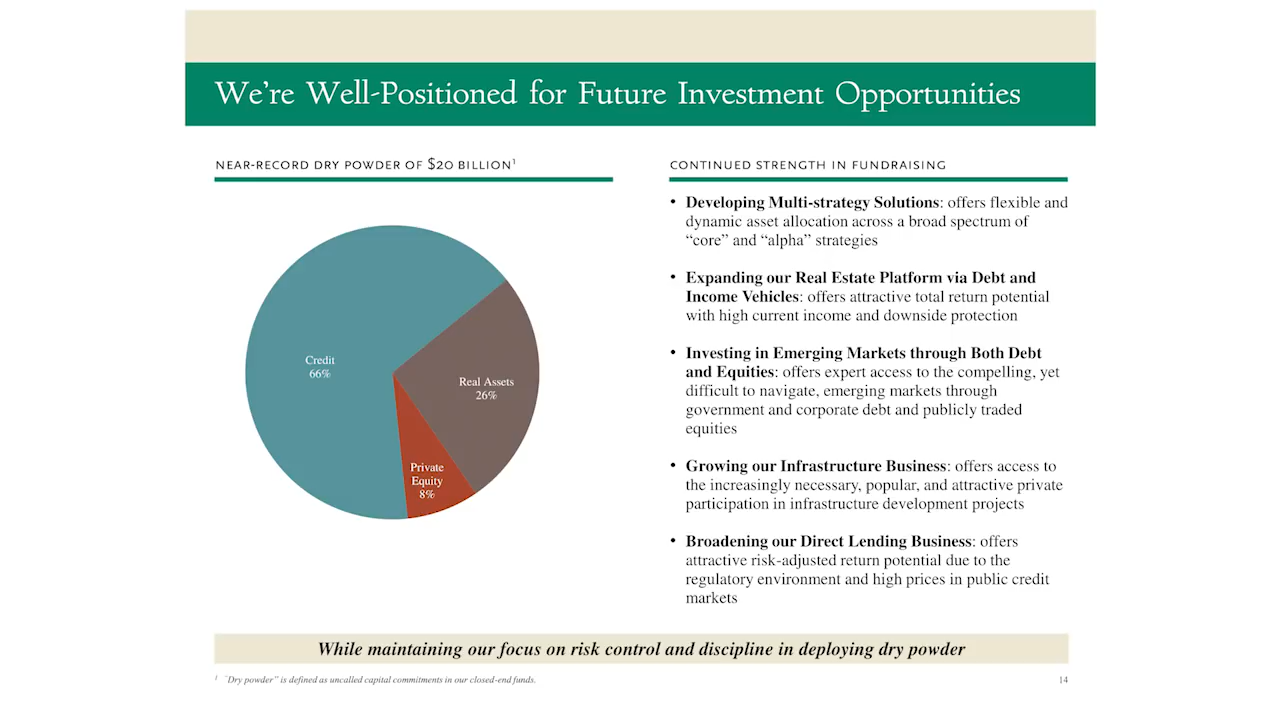 We're Well-Positioned for Future Investment Opportunities
NEAR-RECORD DRY POWDER OF $20 BILLION¹
Credit
66%
Real Assets
26%
Private
Equity
8%
CONTINUED STRENGTH IN FUNDRAISING
• Developing Multi-strategy Solutions: offers flexible and
dynamic asset allocation across a broad spectrum of
“core” and “alpha” strategies
• Expanding our Real Estate Platform via Debt and
Income Vehicles: offers attractive total return potential
with high current income and downside protection
• Investing in Emerging Markets through Both Debt
and Equities: offers expert access to the compelling, yet
difficult to navigate, emerging markets through
government and corporate debt and publicly traded
equities
• Growing our Infrastructure Business: offers access to
the increasingly necessary, popular, and attractive private
participation in infrastructure development projects
• Broadening our Direct Lending Business: offers
attractive risk-adjusted return potential due to the
regulatory environment and high prices in public credit
markets
While maintaining our focus on risk control and discipline in deploying dry powder
¹ “Dry powder” is defined as uncalled capital commitments in our closed-end funds.
14